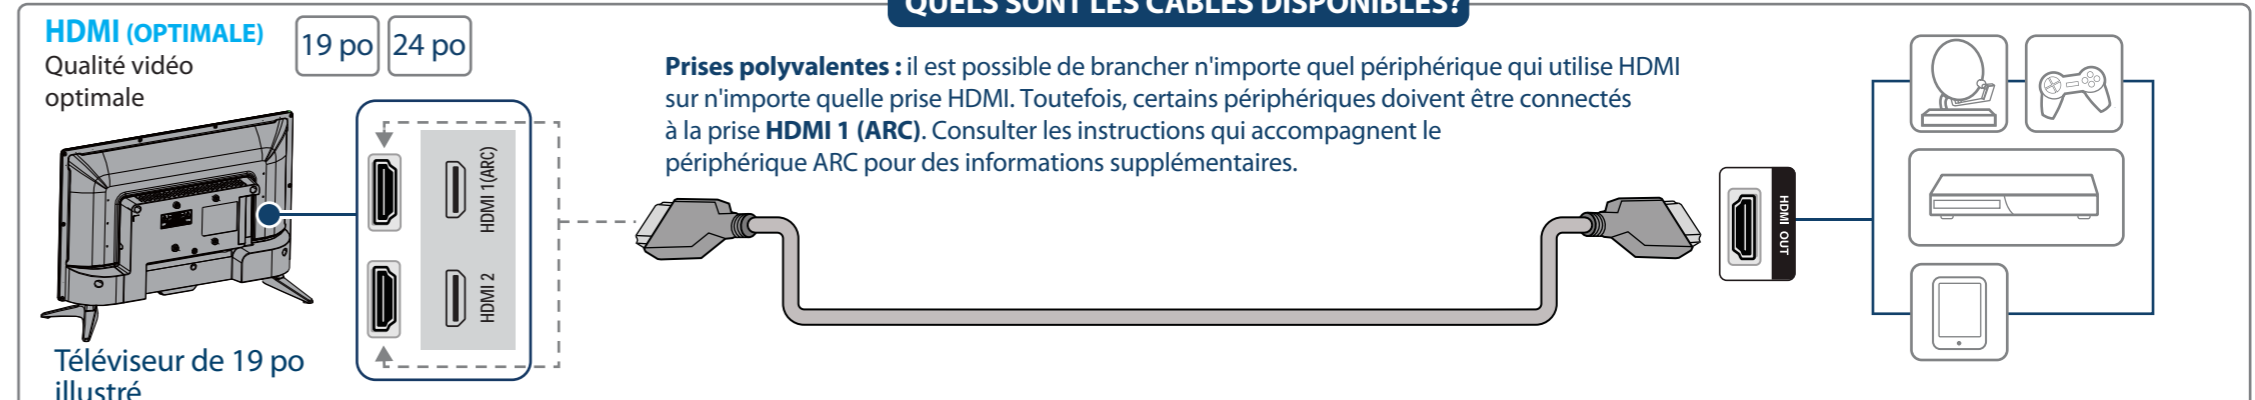 QUELS SONT LES CÂBLES DISPONIBLES?
HDMI (OPTIMALE)
Qualité vidéo
optimale
19 po
24 po
Prises polyvalentes : il est possible de brancher n'importe quel périphérique qui utilise HDMI
sur n'importe quelle prise HDMI. Toutefois, certains périphériques doivent être connectés
à la prise HDMI 1 (ARC). Consulter les instructions qui accompagnent le
périphérique ARC pour des informations supplémentaires.
HDMI 1(ARC)
HDMI 2
HDMI OUT
Téléviseur de 19 po
illustré